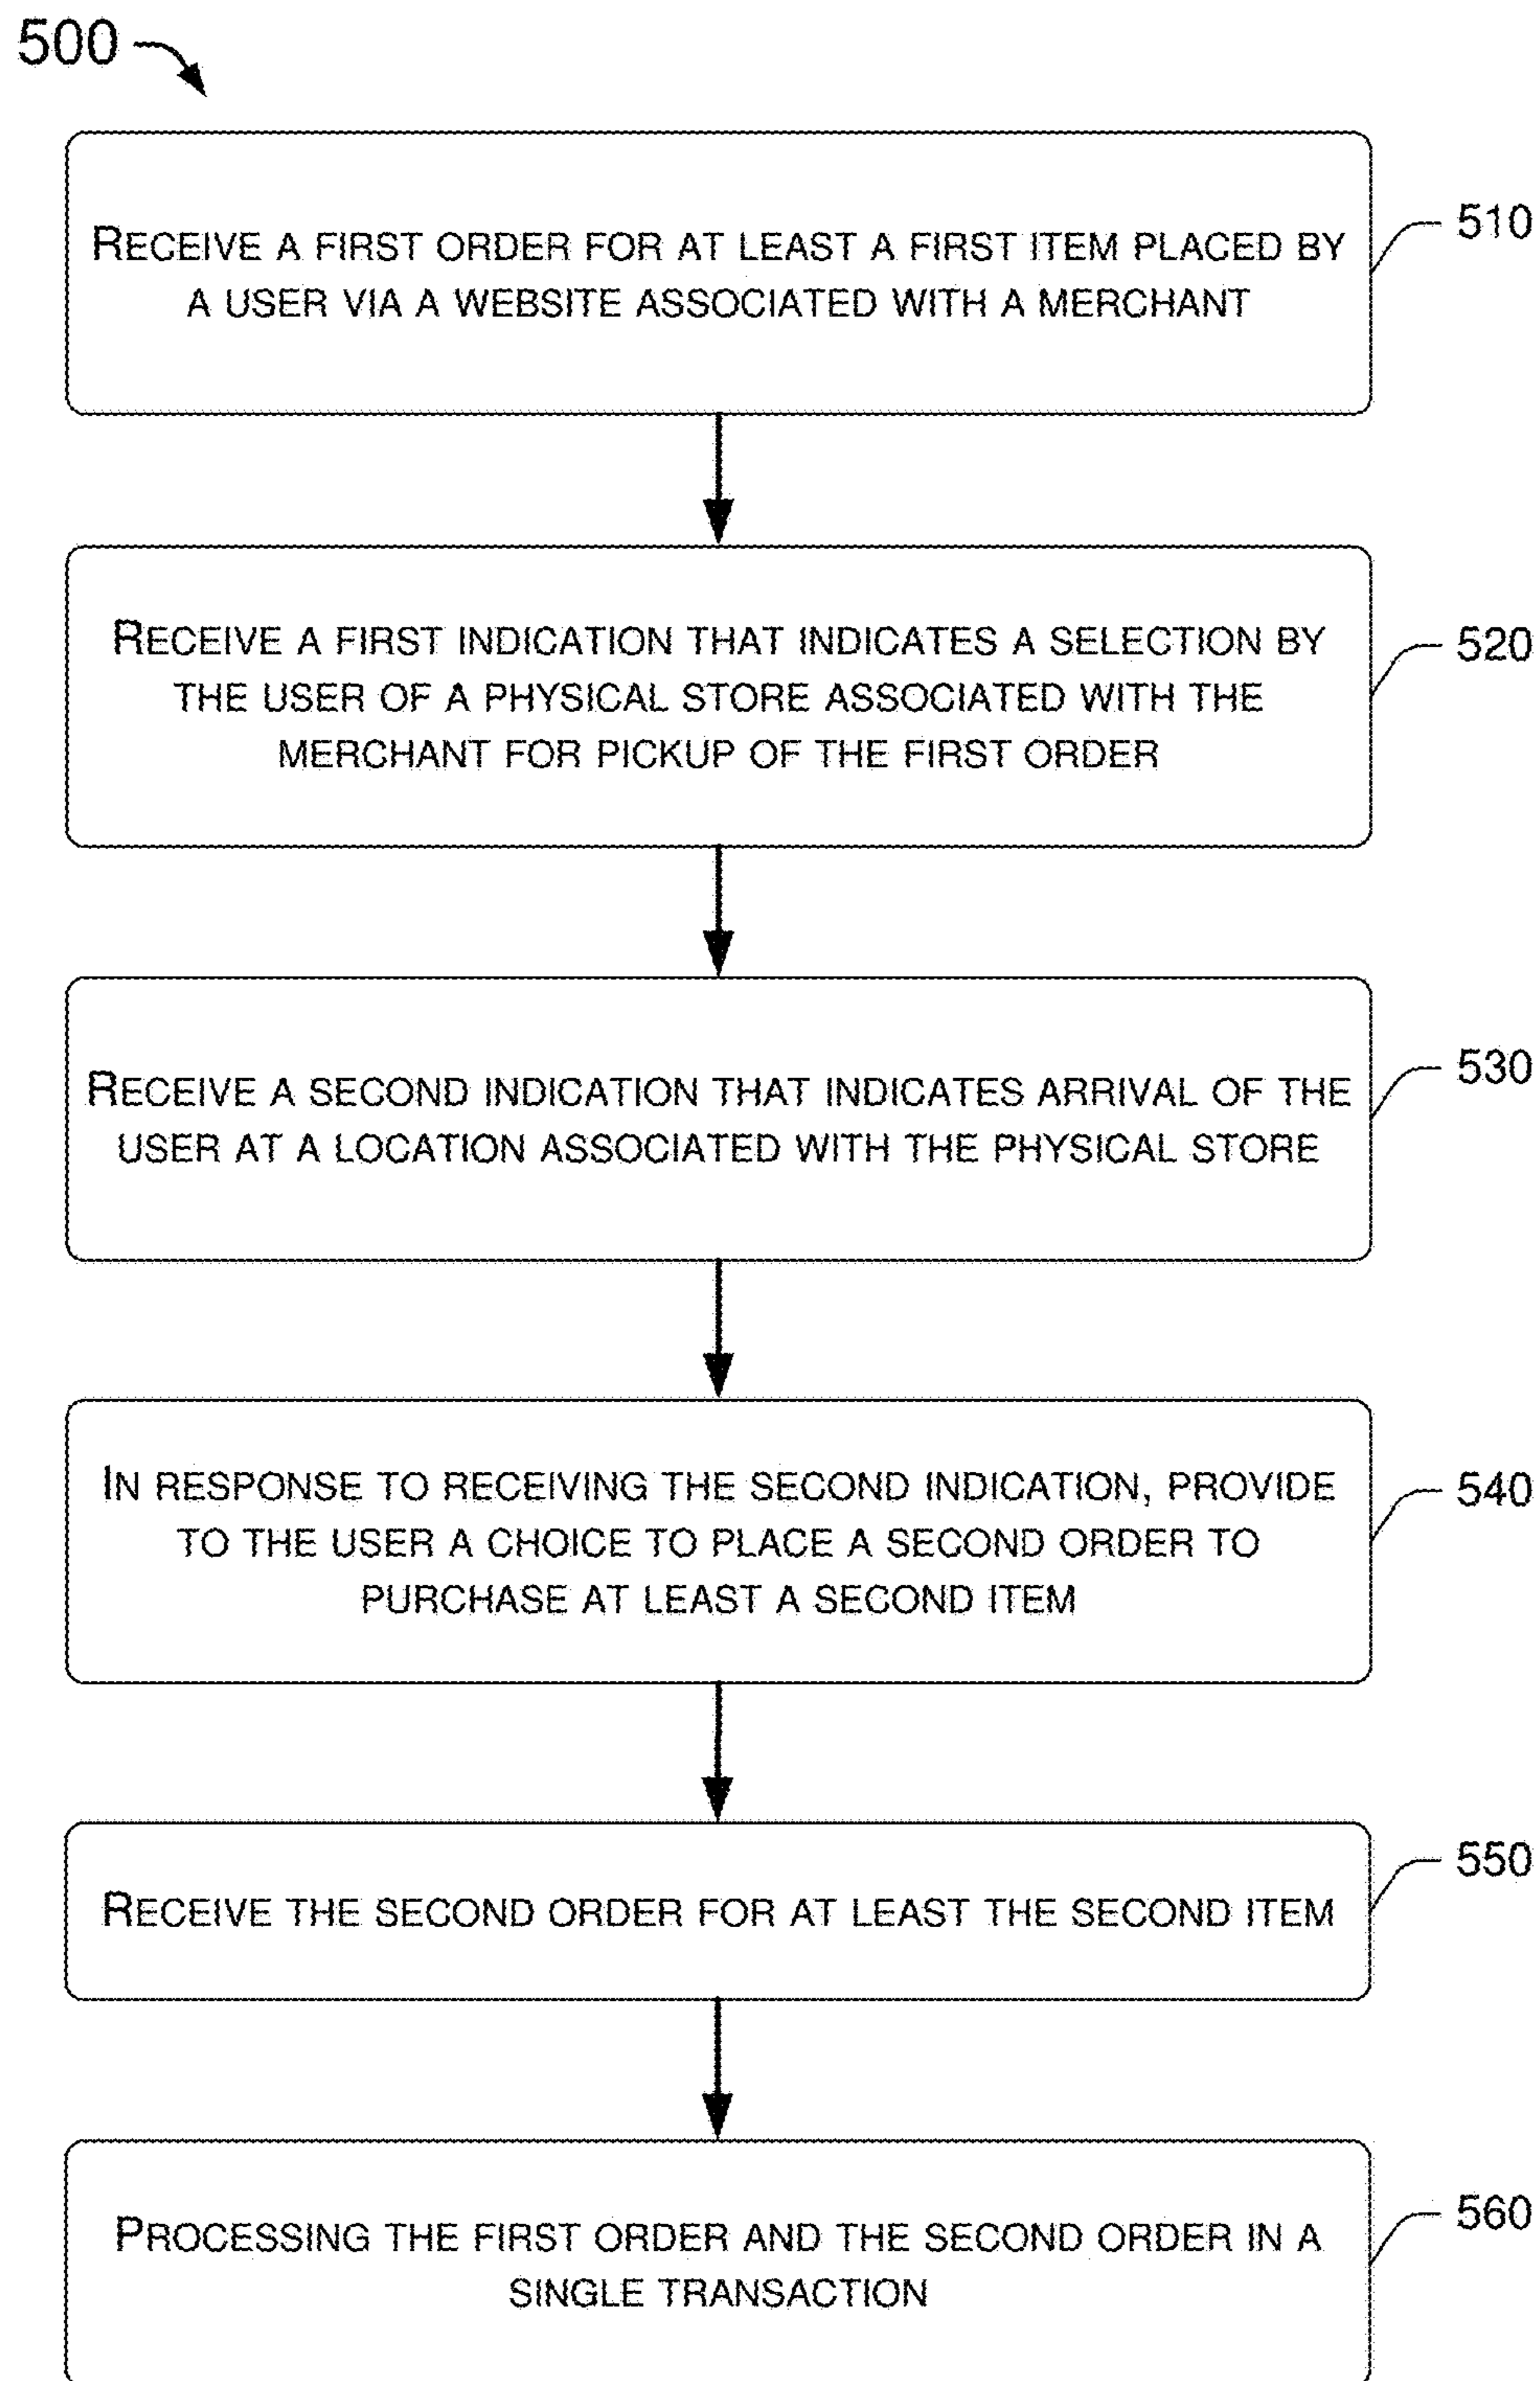 500
RECEIVE A FIRST ORDER FOR AT LEAST A FIRST ITEM PLACED BY
A USER VIA A WEBSITE ASSOCIATED WITH A MERCHANT
510
RECEIVE A FIRST INDICATION THAT INDICATES A SELECTION BY
THE USER OF A PHYSICAL STORE ASSOCIATED WITH THE
MERCHANT FOR PICKUP OF THE FIRST ORDER
520
RECEIVE A SECOND INDICATION THAT INDICATES ARRIVAL OF THE
USER AT A LOCATION ASSOCIATED WITH THE PHYSICAL STORE
530
IN RESPONSE TO RECEIVING THE SECOND INDICATION, PROVIDE
TO THE USER A CHOICE TO PLACE A SECOND ORDER TO
PURCHASE AT LEAST A SECOND ITEM
540
RECEIVE THE SECOND ORDER FOR AT LEAST THE SECOND ITEM
550
PROCESSING THE FIRST ORDER AND THE SECOND ORDER IN A
SINGLE TRANSACTION
560